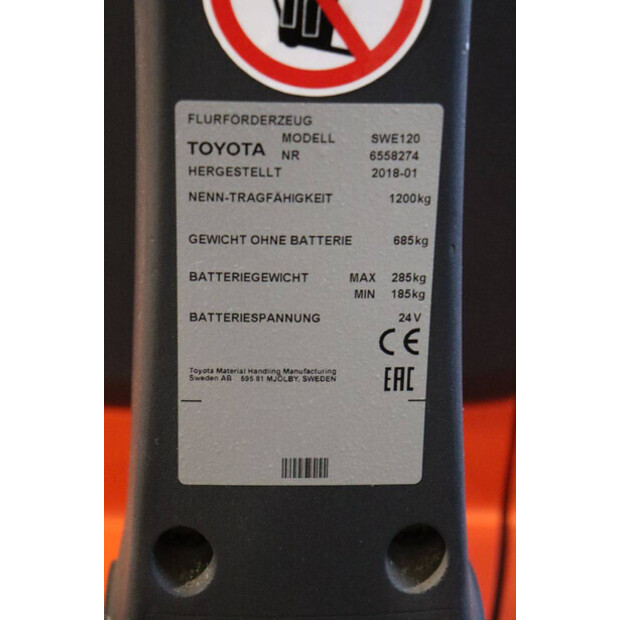 FLURFÖRDERZEUG
TOYOTA MODELL SWE120
NR 6558274
HERGESTELLT 2018-01
NENN-TRAGFÄHIGKEIT 1200kg
GEWICHT OHNE BATTERIE 685kg
BATTERIEGEWICHT MAX 285kg
MIN 185kg
BATTERIESPANNUNG 24V
CE
Toyota Material Handling Manufacturing
Sweden AB 595 81 MJÖLBY, SWEDEN
EAC